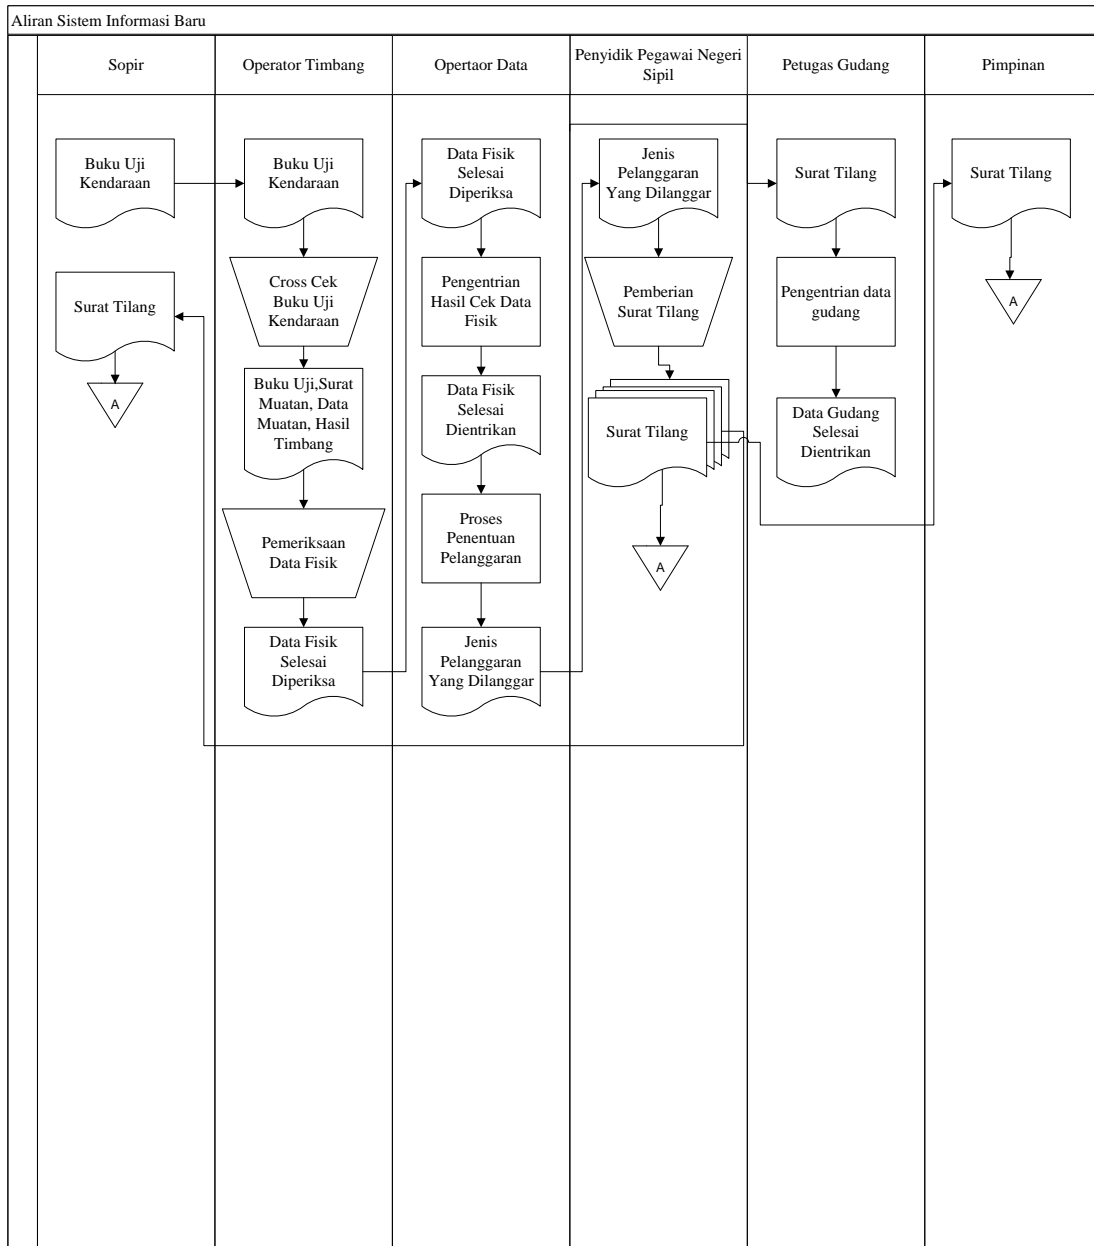 Aliran Sistem Informasi Baru
Sopir
Operator Timbang
Opertaor Data
Penyidik Pegawai Negeri
Sipil
Petugas Gudang
Pimpinan
Buku Uji
Kendaraan
Surat Tilang
A
Buku Uji
Kendaraan
Cross Cek
Buku Uji
Kendaraan
Buku Uji,Surat
Muatan, Data
Muatan, Hasil
Timbang
Pemeriksaan
Data Fisik
Data Fisik
Selesai
Diperiksa
Data Fisik
Selesai
Diperiksa
Pengentrian
Hasil Cek Data
Fisik
Data Fisik
Selesai
Dientrikan
Proses
Penentuan
Pelanggaran
Jenis
Pelanggaran
Yang Dilanggar
Jenis
Pelanggaran
Yang Dilanggar
Pemberian
Surat Tilang
Surat Tilang
A
Surat Tilang
Pengentrian data
gudang
Data Gudang
Selesai
Dientrikan
Surat Tilang
A